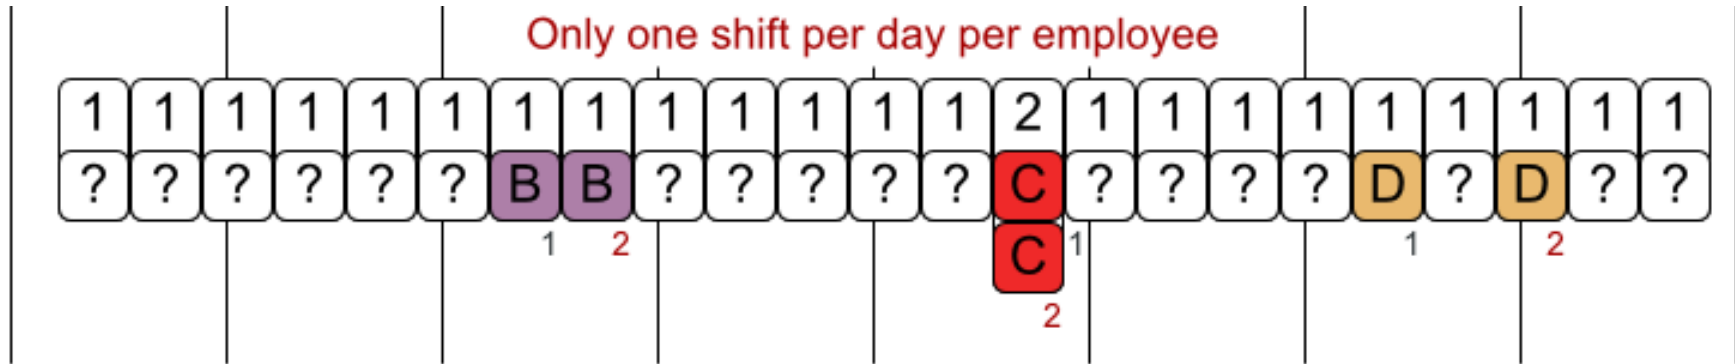 Only one shift per day per employee
1 1 1 1 1 1 1 1 1 1 1 1 1 2 1 1 1 1 1 1 1 1 1
? ? ? ? ? ? B B ? ? ? ? ? C ? ? ? ? D ? D ? ?
1 2 C 1 1 2
2